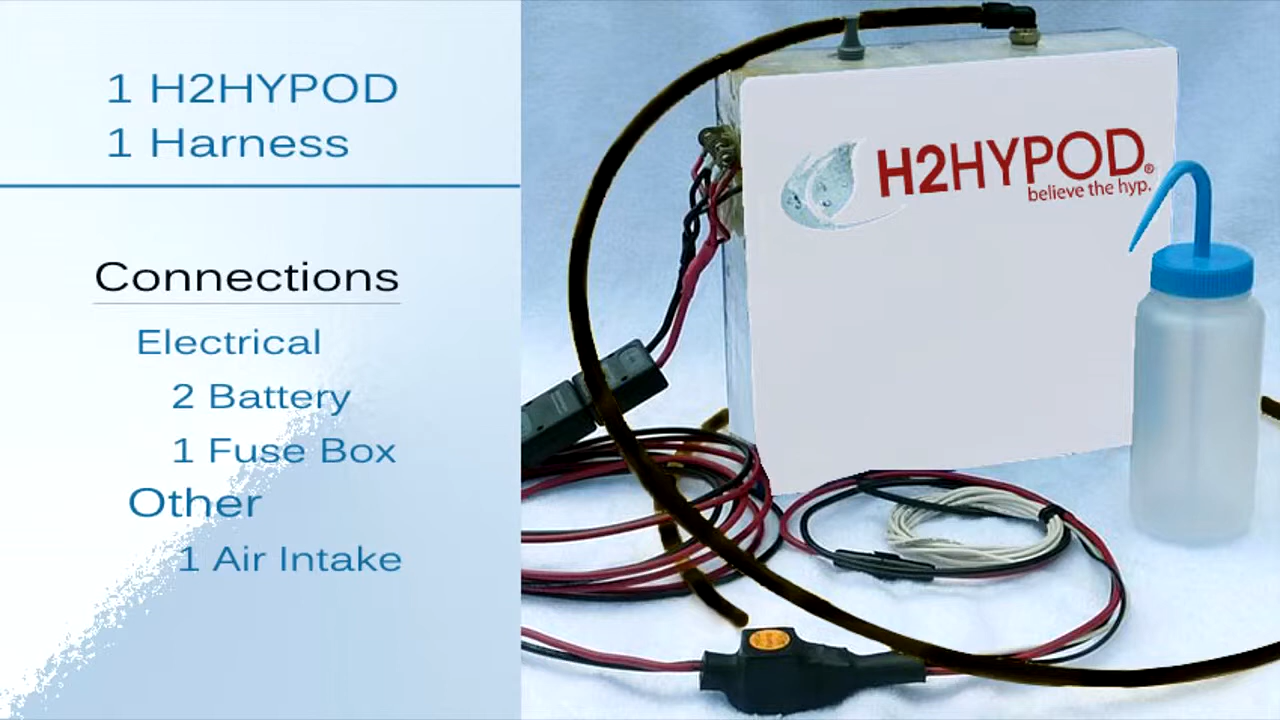 1 H2HYPOD
1 Harness
Connections
Electrical
2 Battery
1 Fuse Box
Other
1 Air Intake
H2HYPOD®
believe the hyp.